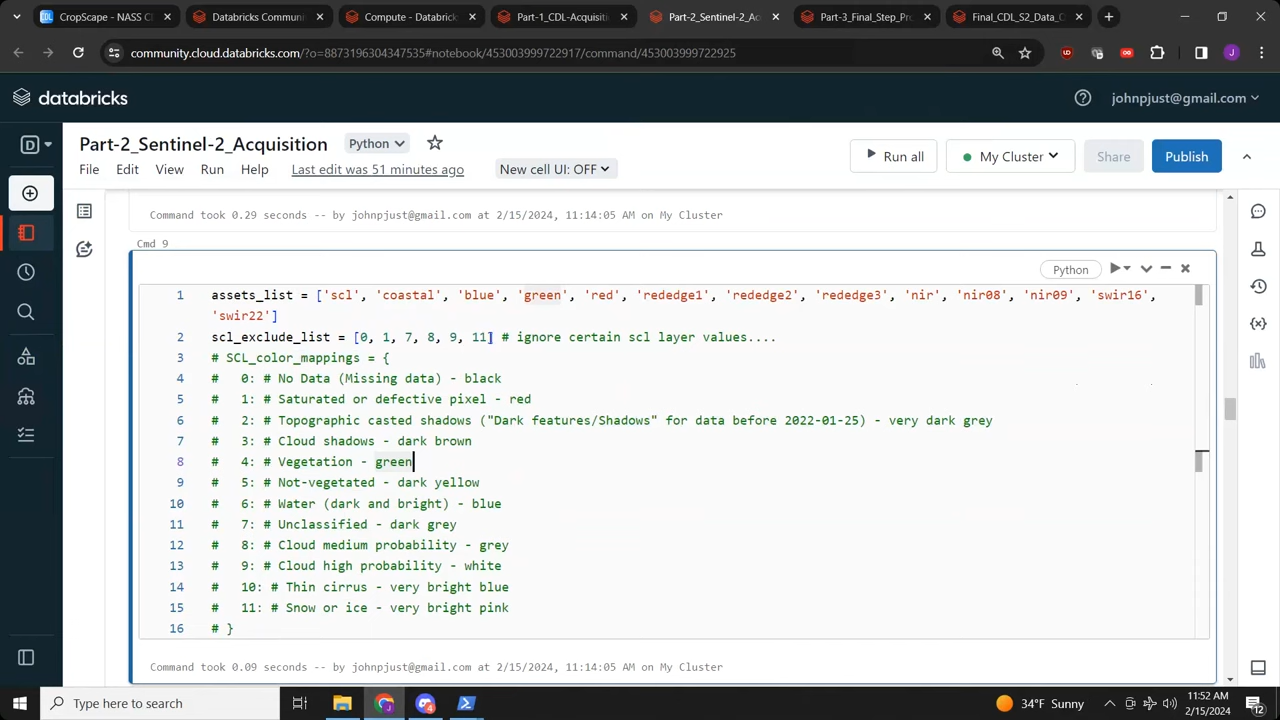 CropScape - NASS C
Databricks Communi
Compute - Databrick
Part-1_CDL-Acquisit
Part-2_Sentinel-2_Ac
Part-3_Final_Step_Pr
Final_CDL_S2_Data_C
community.cloud.databricks.com/?o=8873196304347535#notebook/453003999722917/command/453003999722925
J
databricks
johnpjust@gmail.com
D
Part-2_Sentinel-2_Acquisition
Python
Run all
My Cluster
Share
Publish
File Edit View Run Help Last edit was 51 minutes ago New cell UI: OFF
Command took 0.29 seconds -- by johnpjust@gmail.com at 2/15/2024, 11:14:05 AM on My Cluster
Cmd 9
Python
1 assets_list = ['scl', 'coastal', 'blue', 'green', 'red', 'rededge1', 'rededge2', 'rededge3', 'nir', 'nir08', 'nir09', 'swir16',
'swir22']
2 scl_exclude_list = [0, 1, 7, 8, 9, 11] # ignore certain scl layer values....
3 # SCL_color_mappings = {
4 # 0: # No Data (Missing data) - black
5 # 1: # Saturated or defective pixel - red
6 # 2: # Topographic casted shadows ("Dark features/Shadows" for data before 2022-01-25) - very dark grey
7 # 3: # Cloud shadows - dark brown
8 # 4: # Vegetation - green
9 # 5: # Not-vegetated - dark yellow
10 # 6: # Water (dark and bright) - blue
11 # 7: # Unclassified - dark grey
12 # 8: # Cloud medium probability - grey
13 # 9: # Cloud high probability - white
14 # 10: # Thin cirrus - very bright blue
15 # 11: # Snow or ice - very bright pink
16 # }
Command took 0.09 seconds -- by johnpjust@gmail.com at 2/15/2024, 11:14:05 AM on My Cluster
Type here to search
34°F Sunny
11:52 AM
2/15/2024
12